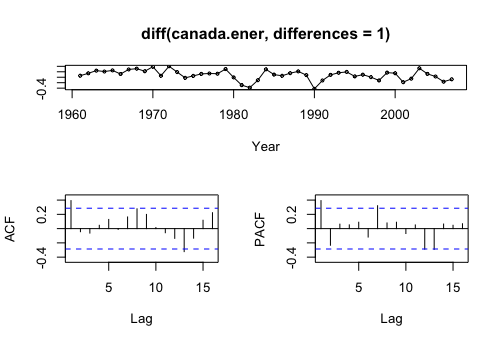 diff(canada.ener, differences = 1)
-0.4
1960 1970 1980 1990 2000
Year
ACF
-0.4 0.2
5 10 15
Lag
PACF
-0.4 0.2
5 10 15
Lag